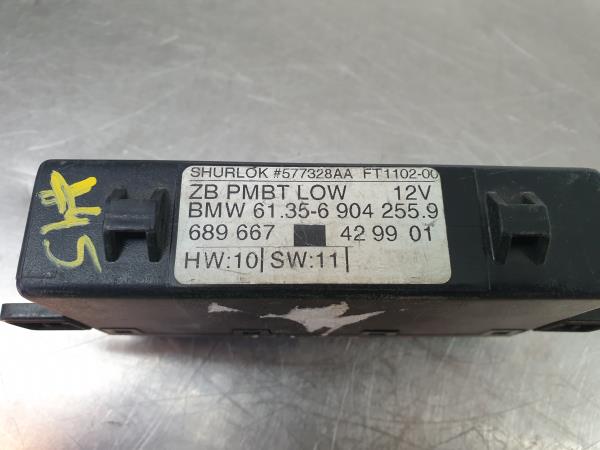 SHURLOK #577328AA FT1102-00
ZB PMBT LOW 12V
BMW 61.35-6 904 255.9
689 667 42 99 01
HW:10| SW:11|